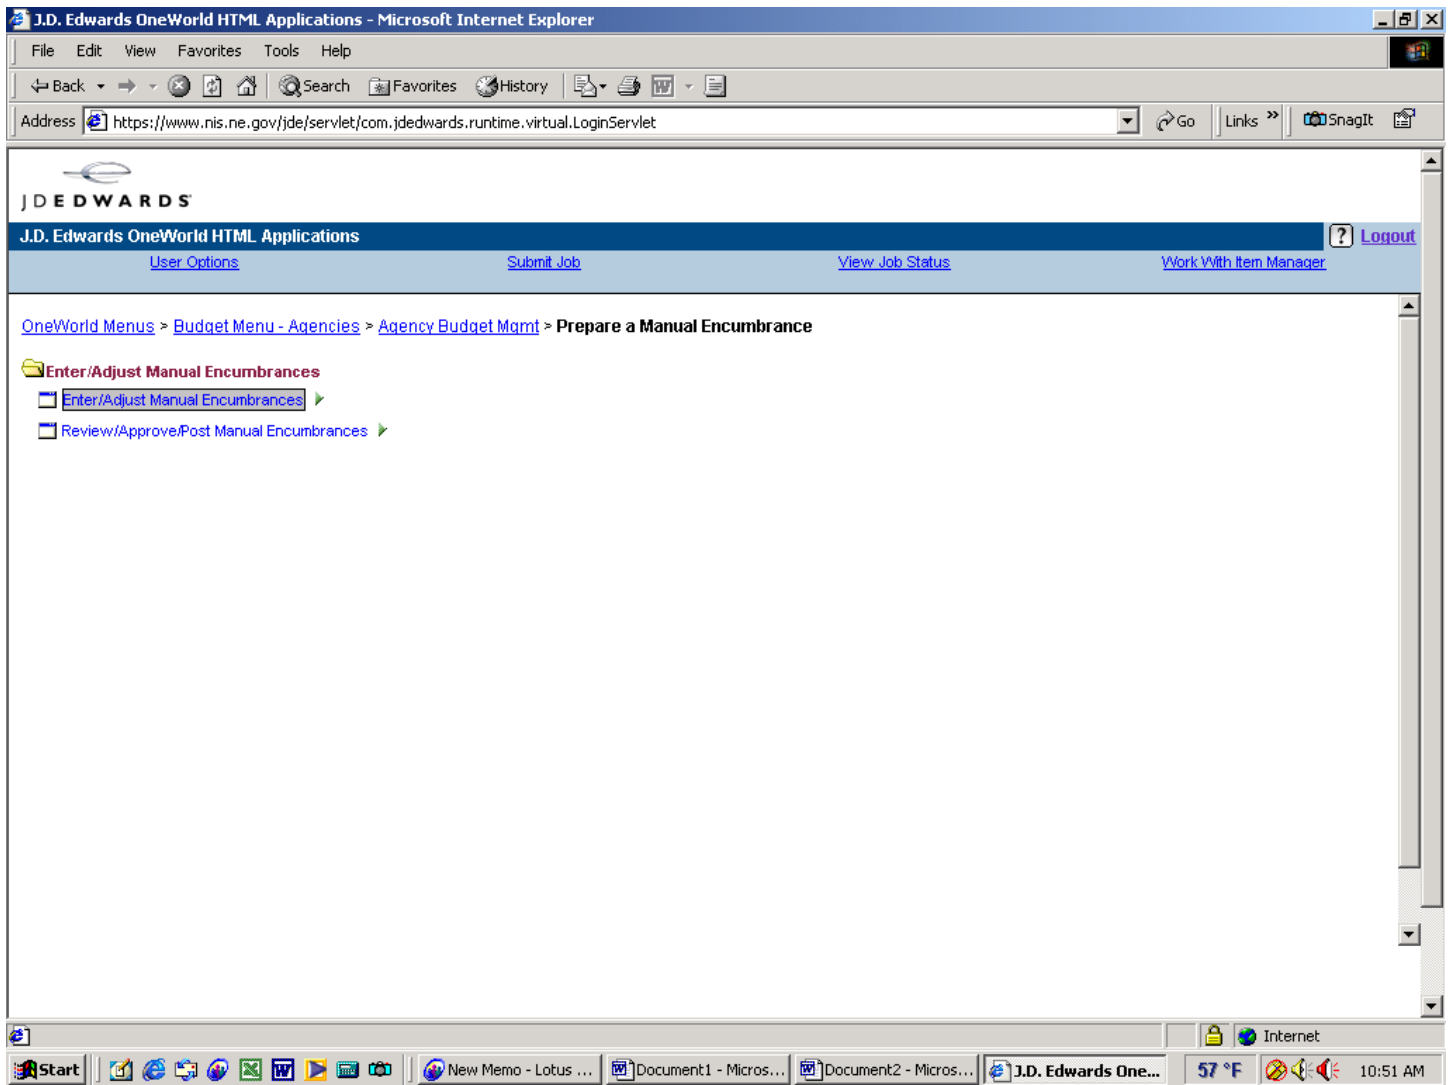 J.D. Edwards OneWorld HTML Applications - Microsoft Internet Explorer
File Edit View Favorites Tools Help
Back Search Favorites History
Address https://www.nis.ne.gov/jde/servlet/com.jdedwards.runtime.virtual.LoginServlet Go Links » SnagIt
JDEDWARDS
J.D. Edwards OneWorld HTML Applications ? Logout
User Options Submit Job View Job Status Work With Item Manager
OneWorld Menus > Budget Menu - Agencies > Agency Budget Mgmt > Prepare a Manual Encumbrance
Enter/Adjust Manual Encumbrances
Enter/Adjust Manual Encumbrances
Review/Approve/Post Manual Encumbrances
Internet
Start New Memo - Lotus ... Document1 - Micros... Document2 - Micros... J.D. Edwards One... 57 °F 10:51 AM